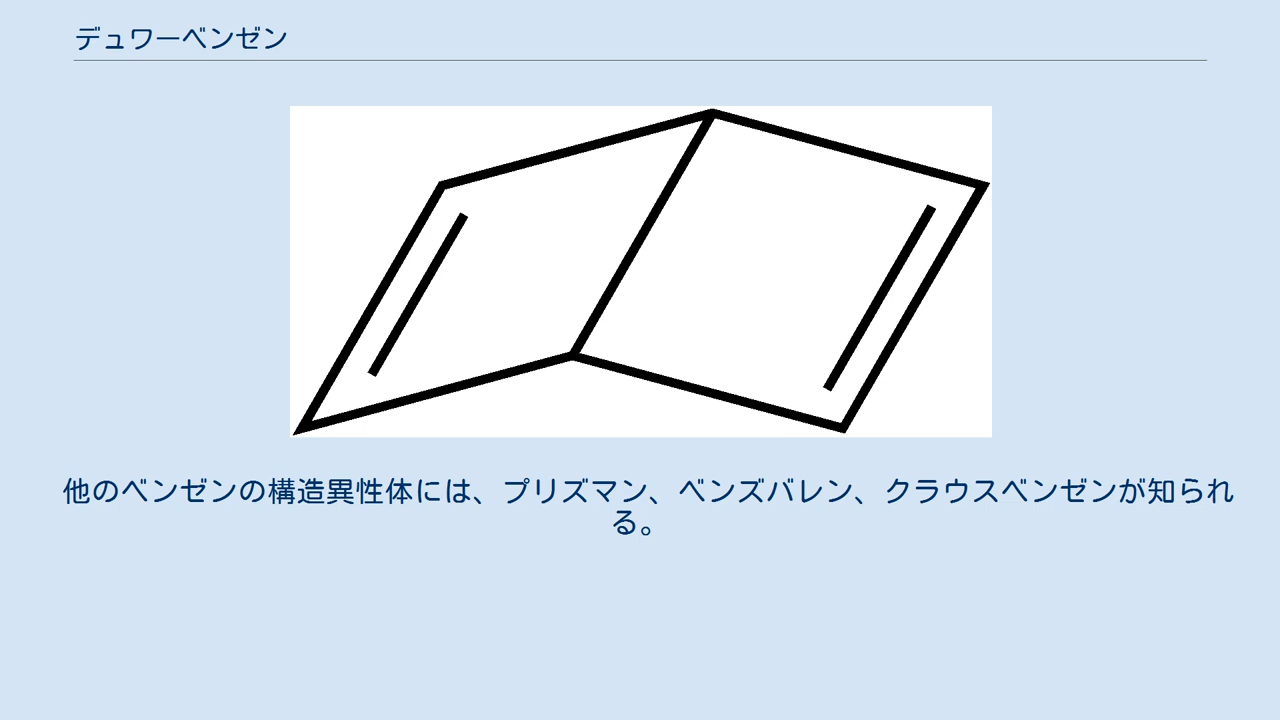 デュワーベンゼン
他のベンゼンの構造異性体には、プリズマン、ベンズバレン、クラウスベンゼンが知られ
る。